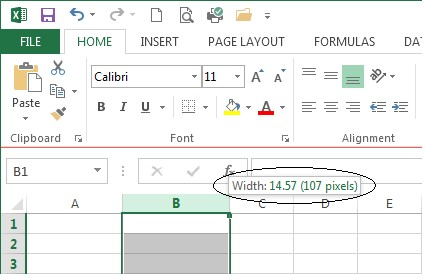 FILE HOME INSERT PAGE LAYOUT FORMULAS DAT
Calibri 11 A A
Paste B I U A
Clipboard Font Alignment
B1 fx
Width: 14.57 (107 pixels)
A B C D E
1
2
3